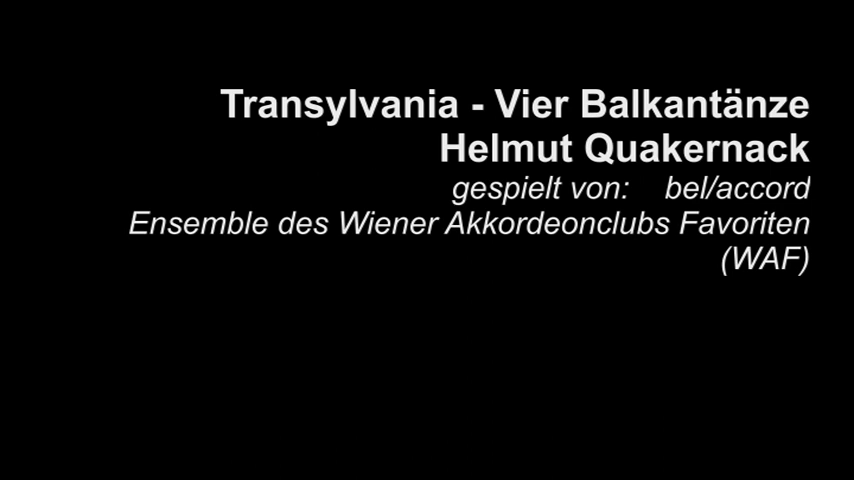 Transylvania - Vier Balkantänze
Helmut Quakernack
gespielt von: bel/accord
Ensemble des Wiener Akkordeonclubs Favoriten
(WAF)